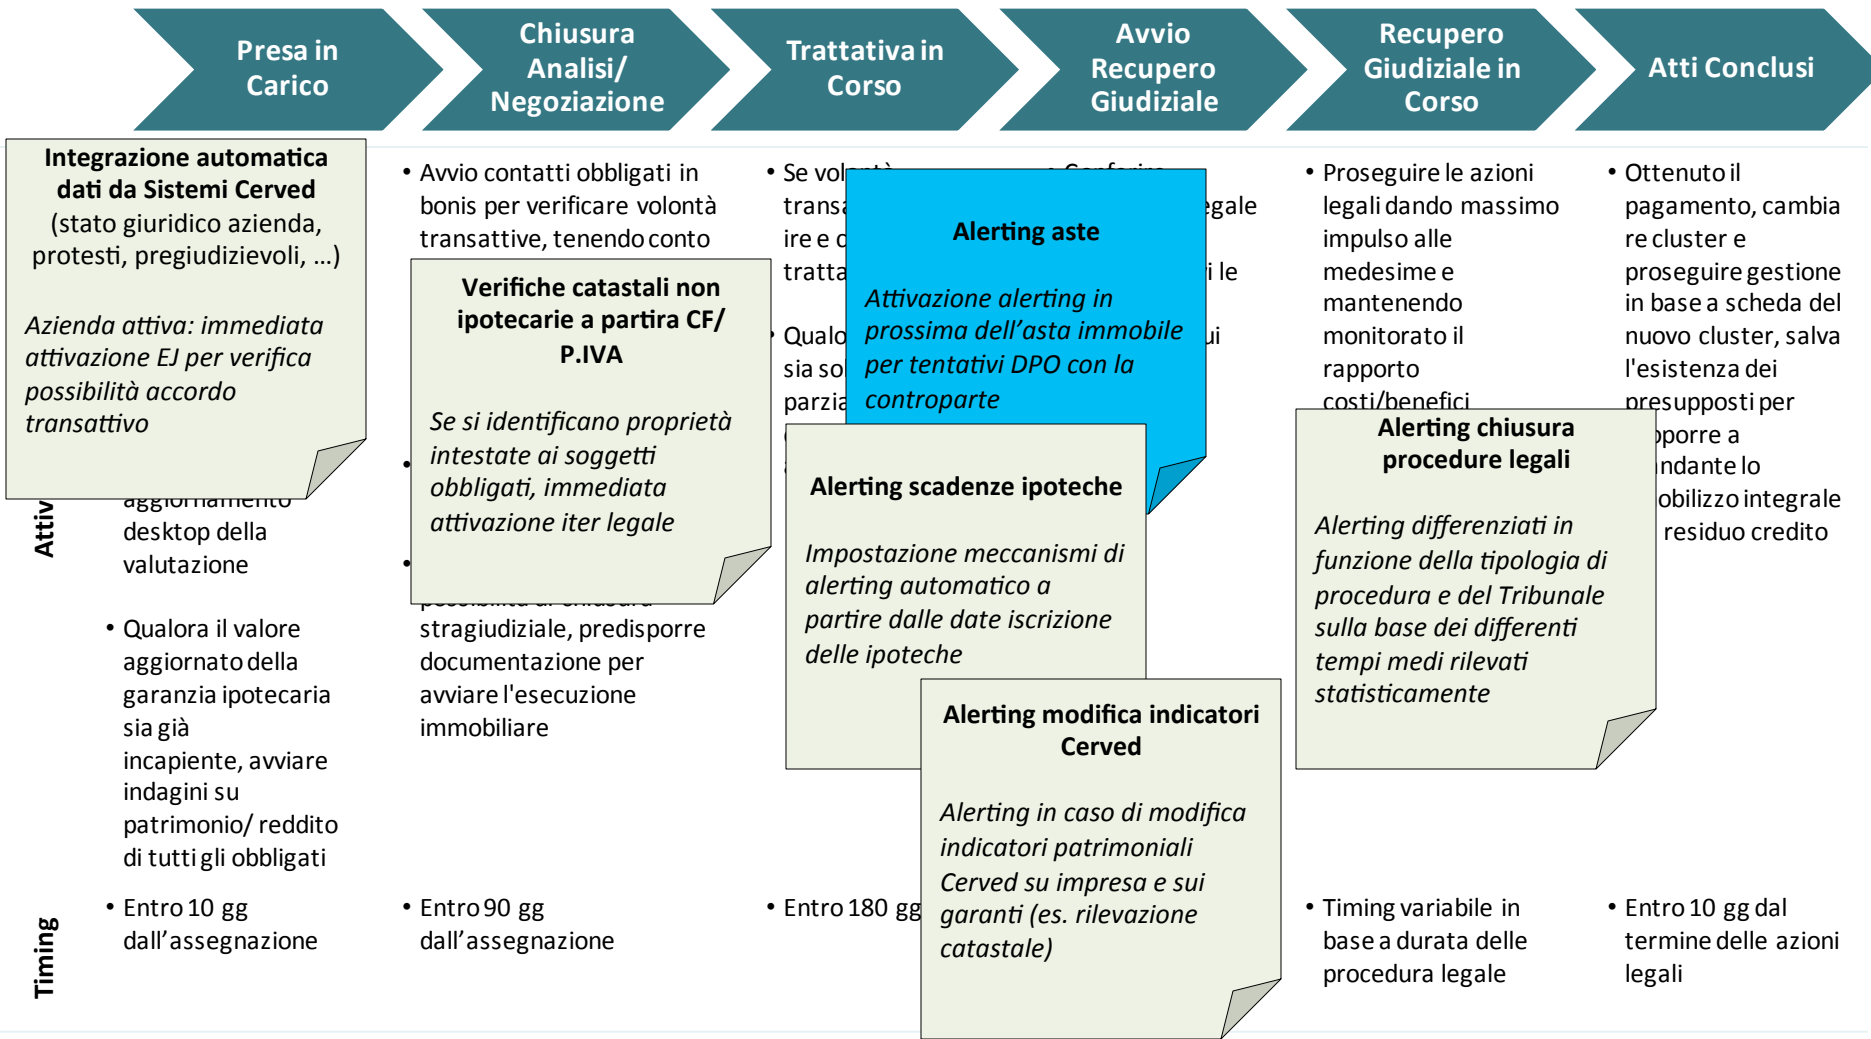 Presa in
Carico
Chiusura
Analisi/
Negoziazione
Trattativa in
Corso
Avvio
Recupero
Giudiziale
Recupero
Giudiziale in
Corso
Atti Conclusi
Integrazione automatica
dati da Sistemi Cerved
(stato giuridico azienda,
protesti, pregiudizievoli, …)
Azienda attiva: immediata
attivazione EJ per verifica
possibilità accordo
transattivo
aggiornamento
desktop della
valutazione
• Qualora il valore
aggiornato della
garanzia ipotecaria
sia già
incapiente, avviare
indagini su
patrimonio/ reddito
di tutti gli obbligati
• Avvio contatti obbligati in
bonis per verificare volontà
transattive, tenendo conto
Verifiche catastali non
ipotecarie a partira CF/
P.IVA
Se si identificano proprietà
intestate ai soggetti
obbligati, immediata
attivazione iter legale
possibilità di chiusura
stragiudiziale, predisporre
documentazione per
avviare l'esecuzione
immobiliare
• Se volontà
ire e
• 
sia
Alerting aste
Attivazione alerting in
prossima dell’asta immobile
per tentativi DPO con la
controparte
Alerting scadenze ipoteche
Impostazione meccanismi di
alerting automatico a
partire dalle date iscrizione
delle ipoteche
Alerting modifica indicatori
Cerved
Alerting in caso di modifica
indicatori patrimoniali
Cerved su impresa e sui
garanti (es. rilevazione
catastale)
le
• Proseguire le azioni
legali dando massimo
impulso alle
medesime e
mantenendo
monitorato il
rapporto
costi/benefici
Alerting chiusura
procedure legali
Alerting differenziati in
funzione della tipologia di
procedura e del Tribunale
sulla base dei differenti
tempi medi rilevati
statisticamente
• Ottenuto il
pagamento, cambia
re cluster e
proseguire gestione
in base a scheda del
nuovo cluster, salva
l'esistenza dei
presupposti per
a
lo
integrale
residuo credito
Timing
• Entro 10 gg
dall’assegnazione
• Entro 90 gg
dall’assegnazione
• Entro 180 gg
• Timing variabile in
base a durata delle
procedura legale
• Entro 10 gg dal
termine delle azioni
legali